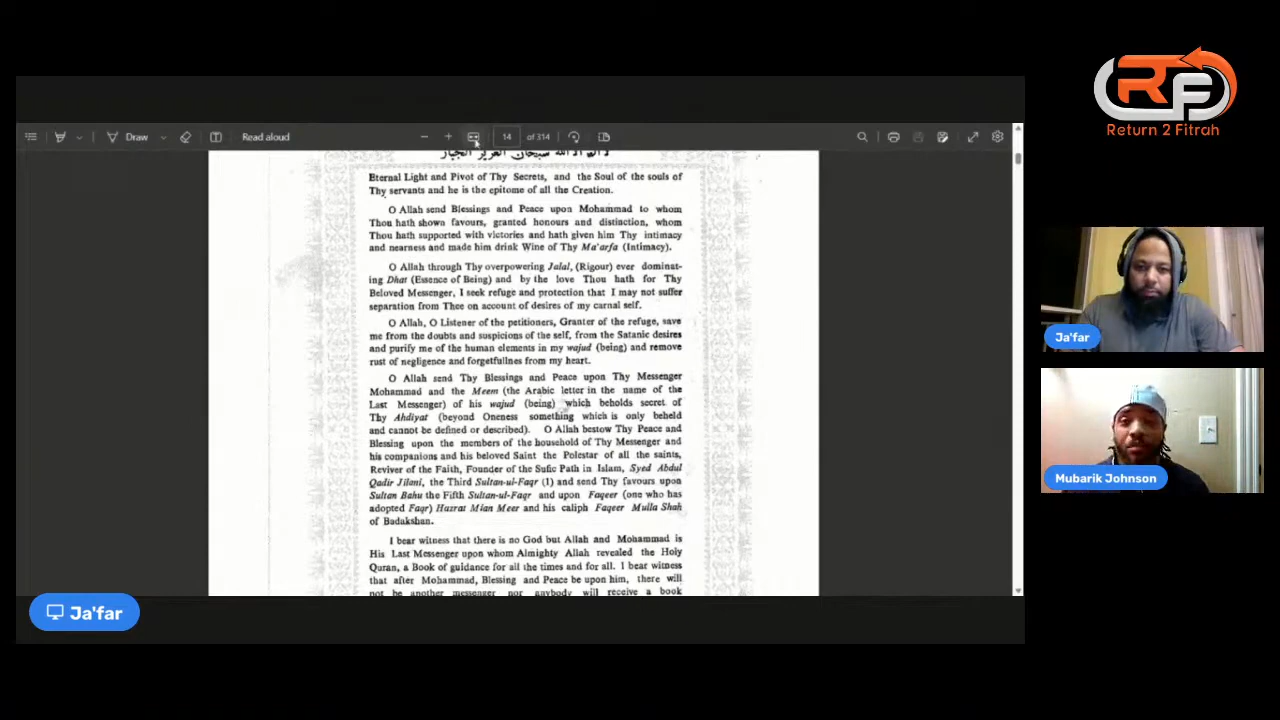 RF
Return 2 Fitrah
Draw
Read aloud
14 of 314
Eternal Light and Pivot of Thy Secrets, and the Soul of the souls of
Thy servants and he is the epitome of all the Creation.
O Allah send Blessings and Peace upon Mohammad to whom
Thou hath shown favours, granted honours and distinction, whom
Thou hath supported with victories and hath given him Thy intimacy
and nearness and made him drink Wine of Thy Ma'arfa (Intimacy).
O Allah through Thy overpowering Jalal, (Rigour) ever dominat-
ing Dhat (Essence of Being) and by the love Thou hath for Thy
Beloved Messenger, I seek refuge and protection that I may not suffer
separation from Thee on account of desires of my carnal self.
O Allah, O Listener of the petitioners, Granter of the refuge, save
me from the doubts and suspicions of the self, from the Satanic desires
and purify me of the human elements in my wajud (being) and remove
rust of negligence and forgetfullnes from my heart.
O Allah send Thy Blessings and Peace upon Thy Messenger
Mohammad and the Meem (the Arabic letter in the name of the
Last Messenger) of his wajud (being) which beholds secret of
Thy Ahdiyat (beyond Oneness something which is only beheld
and cannot be defined or described). O Allah bestow Thy Peace and
Blessing upon the members of the household of Thy Messenger and
his companions and his beloved Saint the Polestar of all the saints,
Reviver of the Faith, Founder of the Sufic Path in Islam, Syed Abdul
Qadir Jilani, the Third Sultan-ul-Faqr (1) and send Thy favours upon
Sultan Bahu the Fifth Sultan-ul-Faqr and upon Faqeer (one who has
adopted Faqr) Hazrat Mian Meer and his caliph Faqeer Mulla Shah
of Badakshan.
I bear witness that there is no God but Allah and Mohammad is
His Last Messenger upon whom Almighty Allah revealed the Holy
Quran, a Book of guidance for all the times and for all. I bear witness
that after Mohammad, Blessing and Peace be upon him, there will
not be another messenger nor anybody will receive a book
Ja'far
Mubarik Johnson
Ja'far